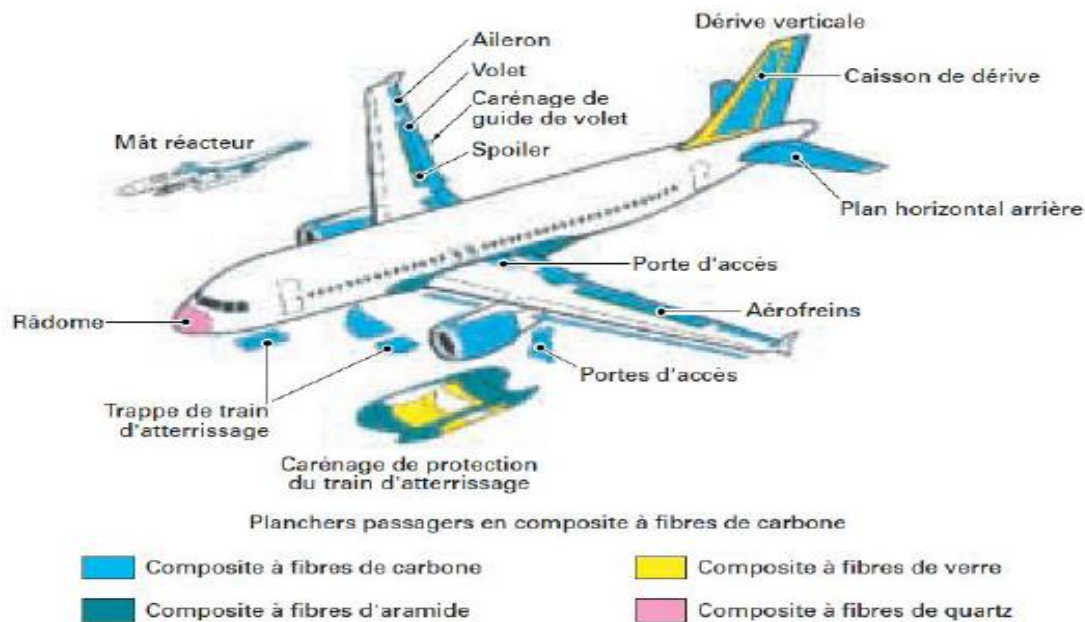 Dérive verticale
Aileron
Volet
Caisson de dérive
Carénage de
guide de volet
Mât réacteur
Spoiler
Plan horizontal arrière
Porte d'accès
Râdome
Aérofreins
Portes d'accès
Trappe de train
d'atterrissage
Carénage de protection
du train d'atterrissage
Planchers passagers en composite à fibres de carbone
Composite à fibres de carbone
Composite à fibres de verre
Composite à fibres d'aramide
Composite à fibres de quartz